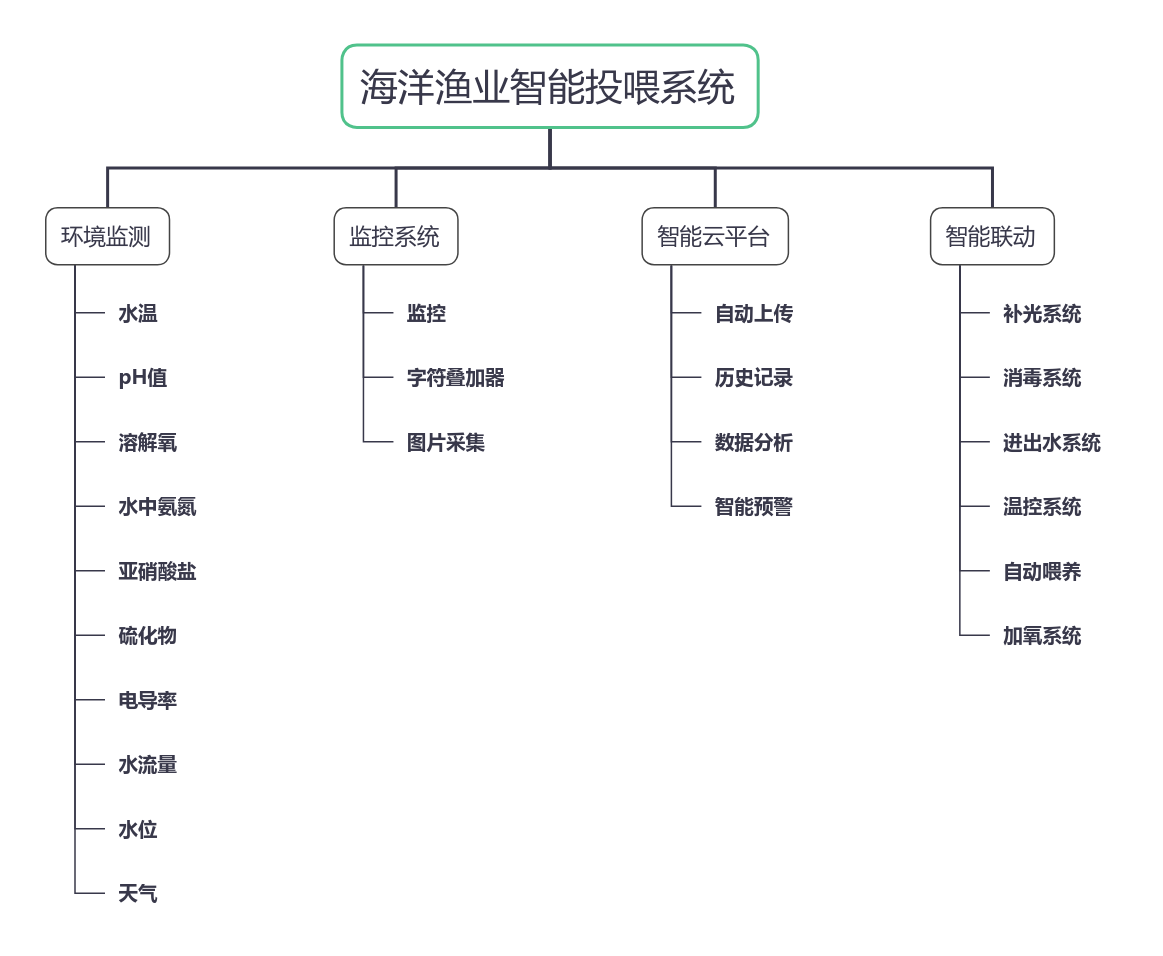 海洋渔业智能投喂系统
环境监测
水温
pH值
溶解氧
水中氨氮
亚硝酸盐
硫化物
电导率
水流量
水位
天气
监控系统
监控
字符叠加器
图片采集
智能云平台
自动上传
历史记录
数据分析
智能预警
智能联动
补光系统
消毒系统
进出水系统
温控系统
自动喂养
加氧系统